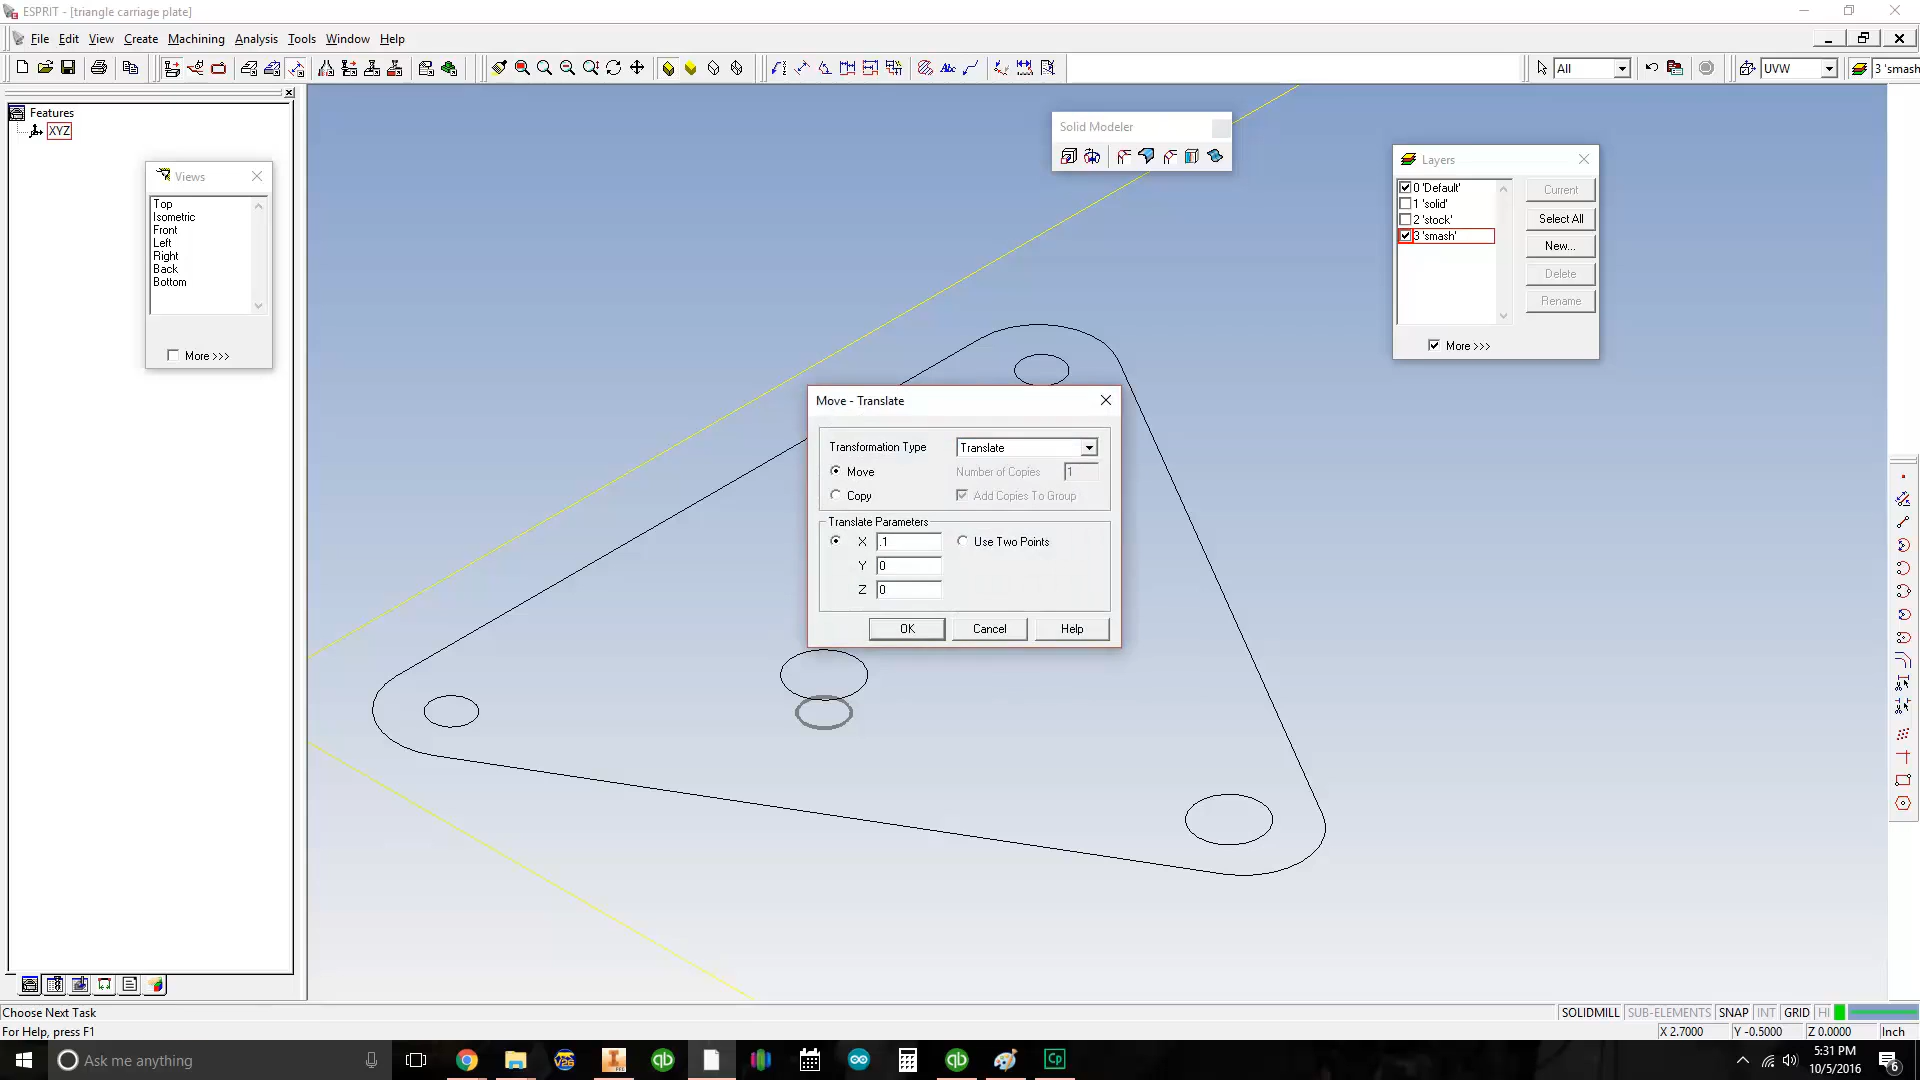 ESPRIT - [triangle carriage plate]
File Edit View Create Machining Analysis Tools Window Help
All
UVW
3 'smash
Features
XYZ
Views
Top
Isometric
Front
Left
Right
Back
Bottom
More >>>
Solid Modeler
Layers
0 'Default'
1 'solid'
2 'stock'
3 'smash'
Current
Select All
New...
Delete
Rename
More >>>
Move - Translate
Transformation Type Translate
Move Number of Copies 1
Copy Add Copies To Group
Translate Parameters
X .1 Use Two Points
Y 0
Z 0
OK Cancel Help
Abc
Choose Next Task
SOLIDMILL SUB-ELEMENTS SNAP INT GRID HI
For Help, press F1
X 2.7000 Y -0.5000 Z 0.0000 Inch
Ask me anything
qb
qb
Cp
5:31 PM
10/5/2016
6